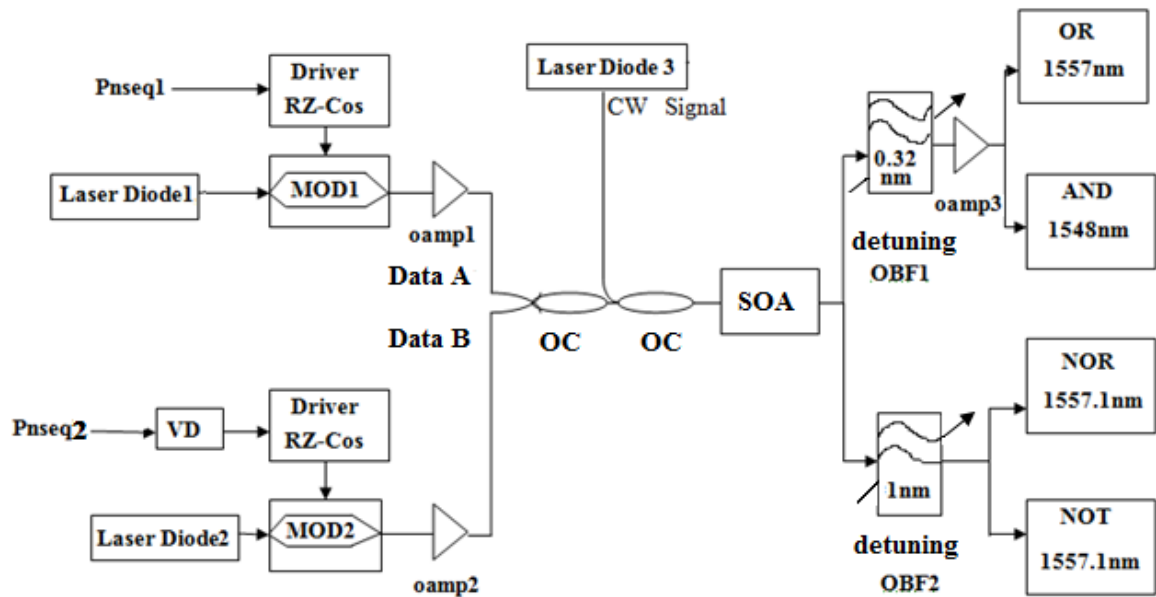 Pnseq1
Driver
RZ-Cos
Laser Diode1
MOD1
oamp1
Data A
Laser Diode 3
CW Signal
OC
OC
SOA
Data B
Pnseq2
VD
Driver
RZ-Cos
Laser Diode2
MOD2
oamp2
0.32
nm
detuning
OBF1
oamp3
OR
1557nm
AND
1548nm
1nm
detuning
OBF2
NOR
1557.1nm
NOT
1557.1nm